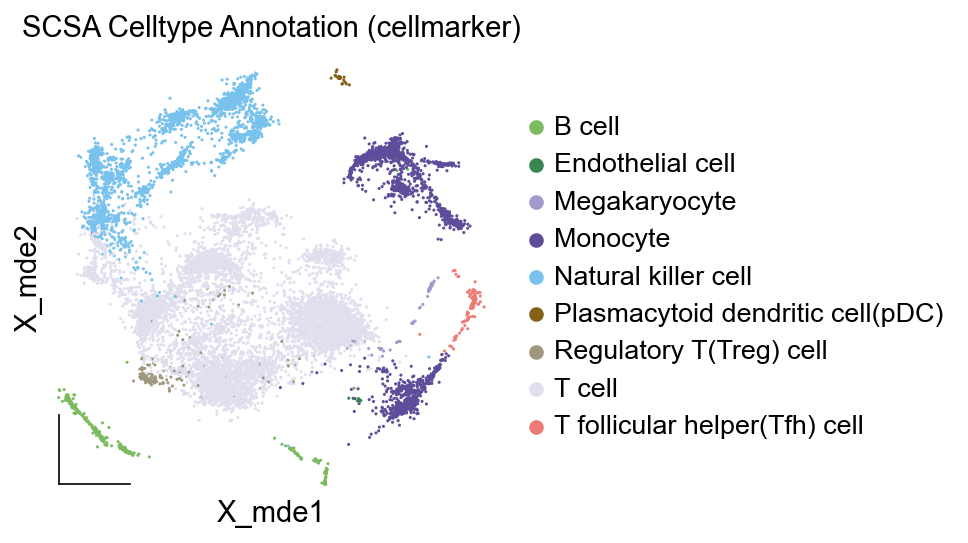 SCSA Celltype Annotation (cellmarker)
X_mde2
X_mde1
B cell
Endothelial cell
Megakaryocyte
Monocyte
Natural killer cell
Plasmacytoid dendritic cell(pDC)
Regulatory T(Treg) cell
T cell
T follicular helper(Tfh) cell